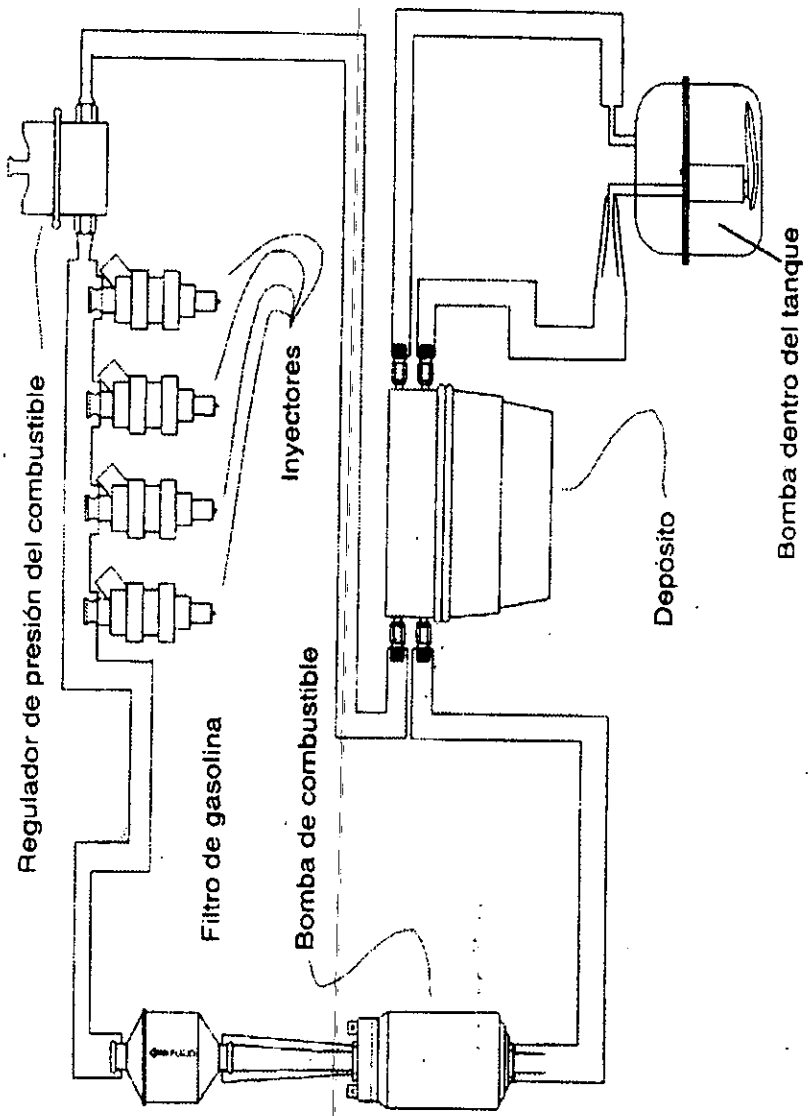 Regulador de presión del combustible
Inyectores
Filtro de gasolina
Bomba de combustible
Depósito
Bomba dentro del tanque